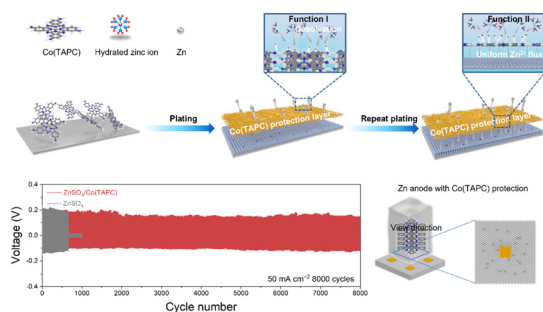 Function I
Desolvation
Function II
Uniform Zn²⁺ flux
Co(TAPC)
Hydrated zinc ion
Zn
Plating
Co(TAPC) protection layer
Repeat plating
Co(TAPC) protection layer
ZnSO₄/Co(TAPC)
ZnSO₄
Voltage (V)
0.4
0.2
0.0
-0.2
-0.4
50 mA cm⁻² 8000 cycles
0 1000 2000 3000 4000 5000 6000 7000 8000
Cycle number
Zn anode with Co(TAPC) protection
View direction